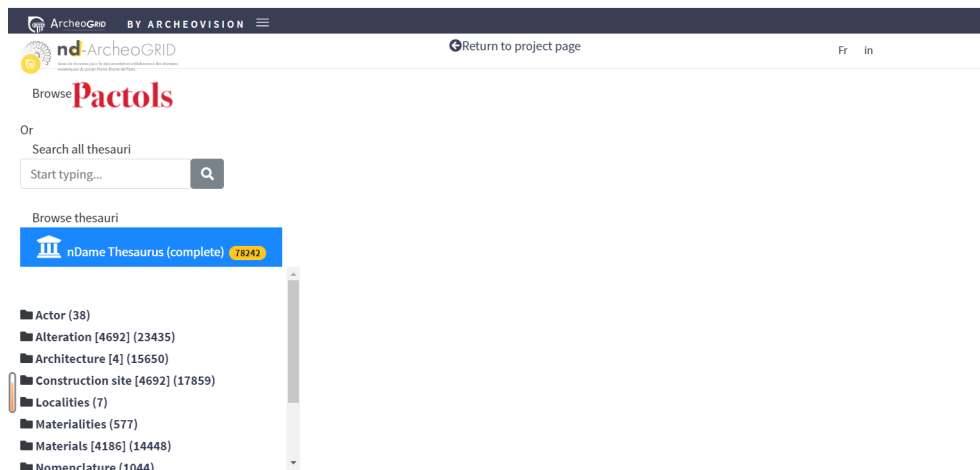 ArcheoGRID BY ARCHEOVISION
nd-ArcheoGRID
Return to project page
Fr in
Browse Pactols
Or
Search all thesauri
Start typing...
Browse thesauri
nDame Thesaurus (complete) 78242
Actor (38)
Alteration [4692] (23435)
Architecture [4] (15650)
Construction site [4692] (17859)
Localities (7)
Materialities (577)
Materials [4186] (14448)
Nomenclature (1044)